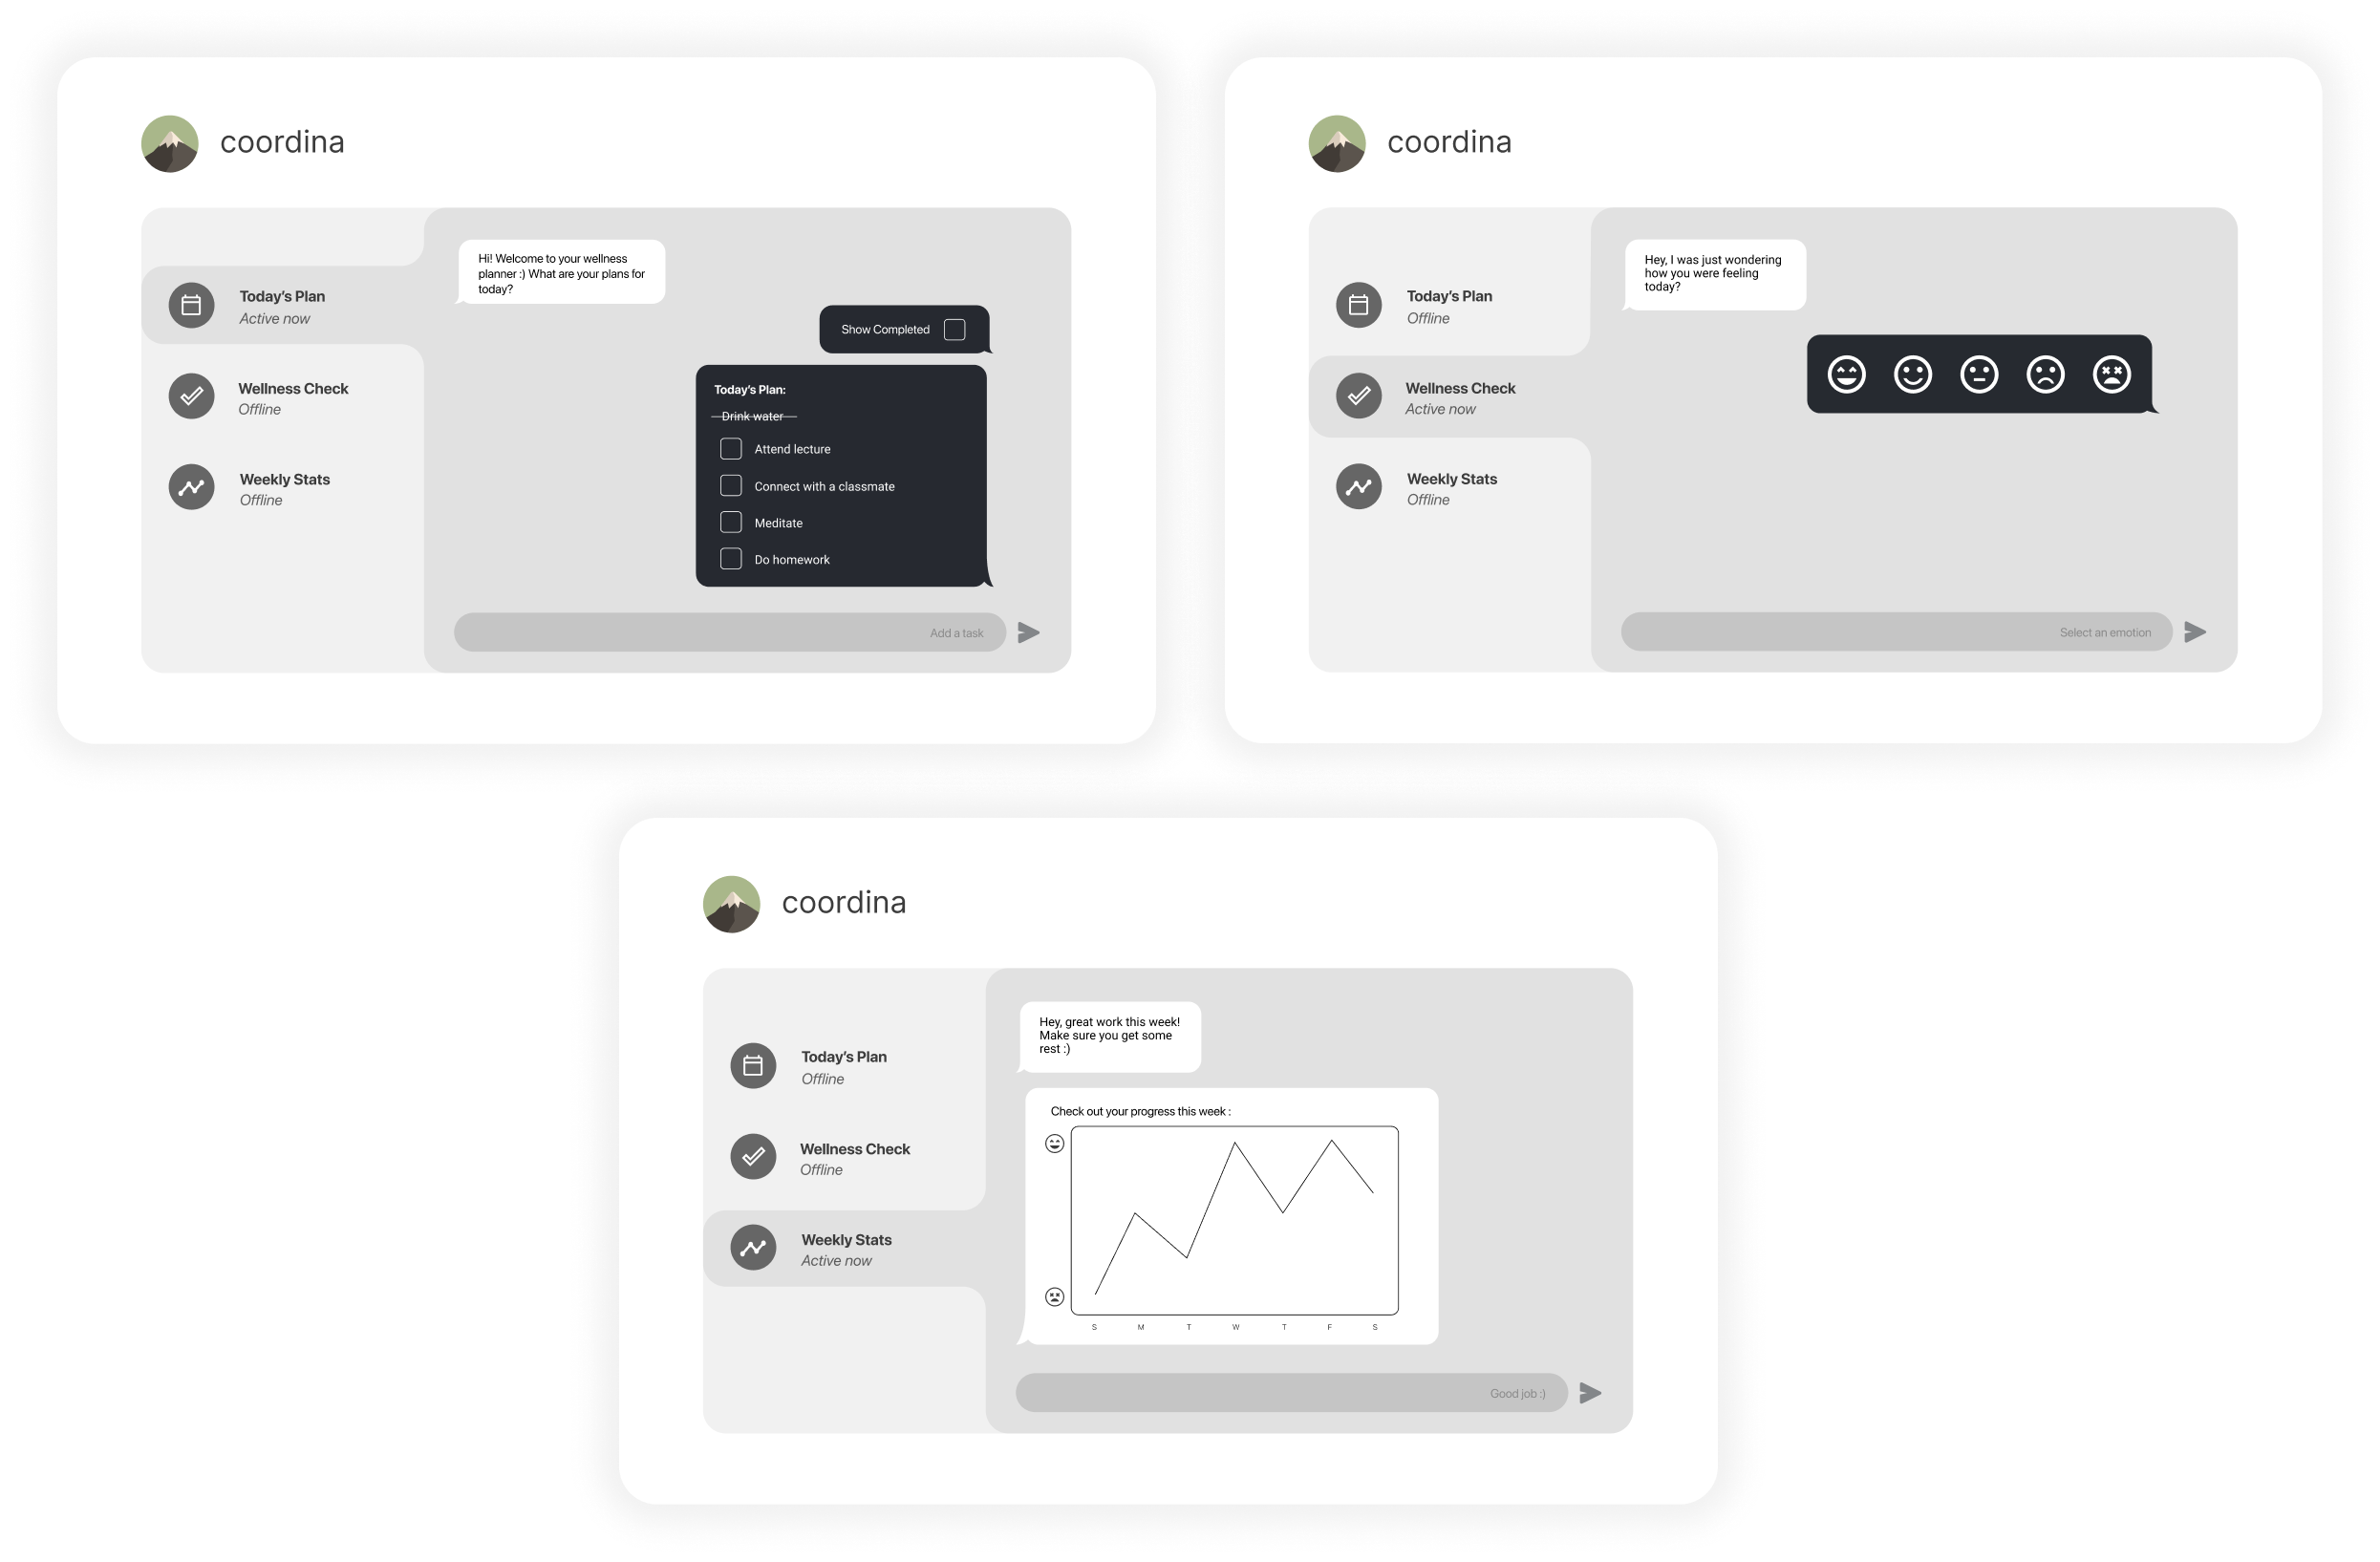 coordina
Today's Plan
Active now
Wellness Check
Offline
Weekly Stats
Offline
Hi! Welcome to your wellness
planner :) What are your plans for
today?
Show Completed
Today's Plan:
Drink water
Attend lecture
Connect with a classmate
Meditate
Do homework
Add a task
coordina
Today's Plan
Offline
Wellness Check
Active now
Weekly Stats
Offline
Hey, I was just wondering
how you were feeling
today?
Select an emotion
coordina
Today's Plan
Offline
Wellness Check
Offline
Weekly Stats
Active now
Hey, great work this week!
Make sure you get some
rest :)
Check out your progress this week :
S M T W T F S
Good job :)